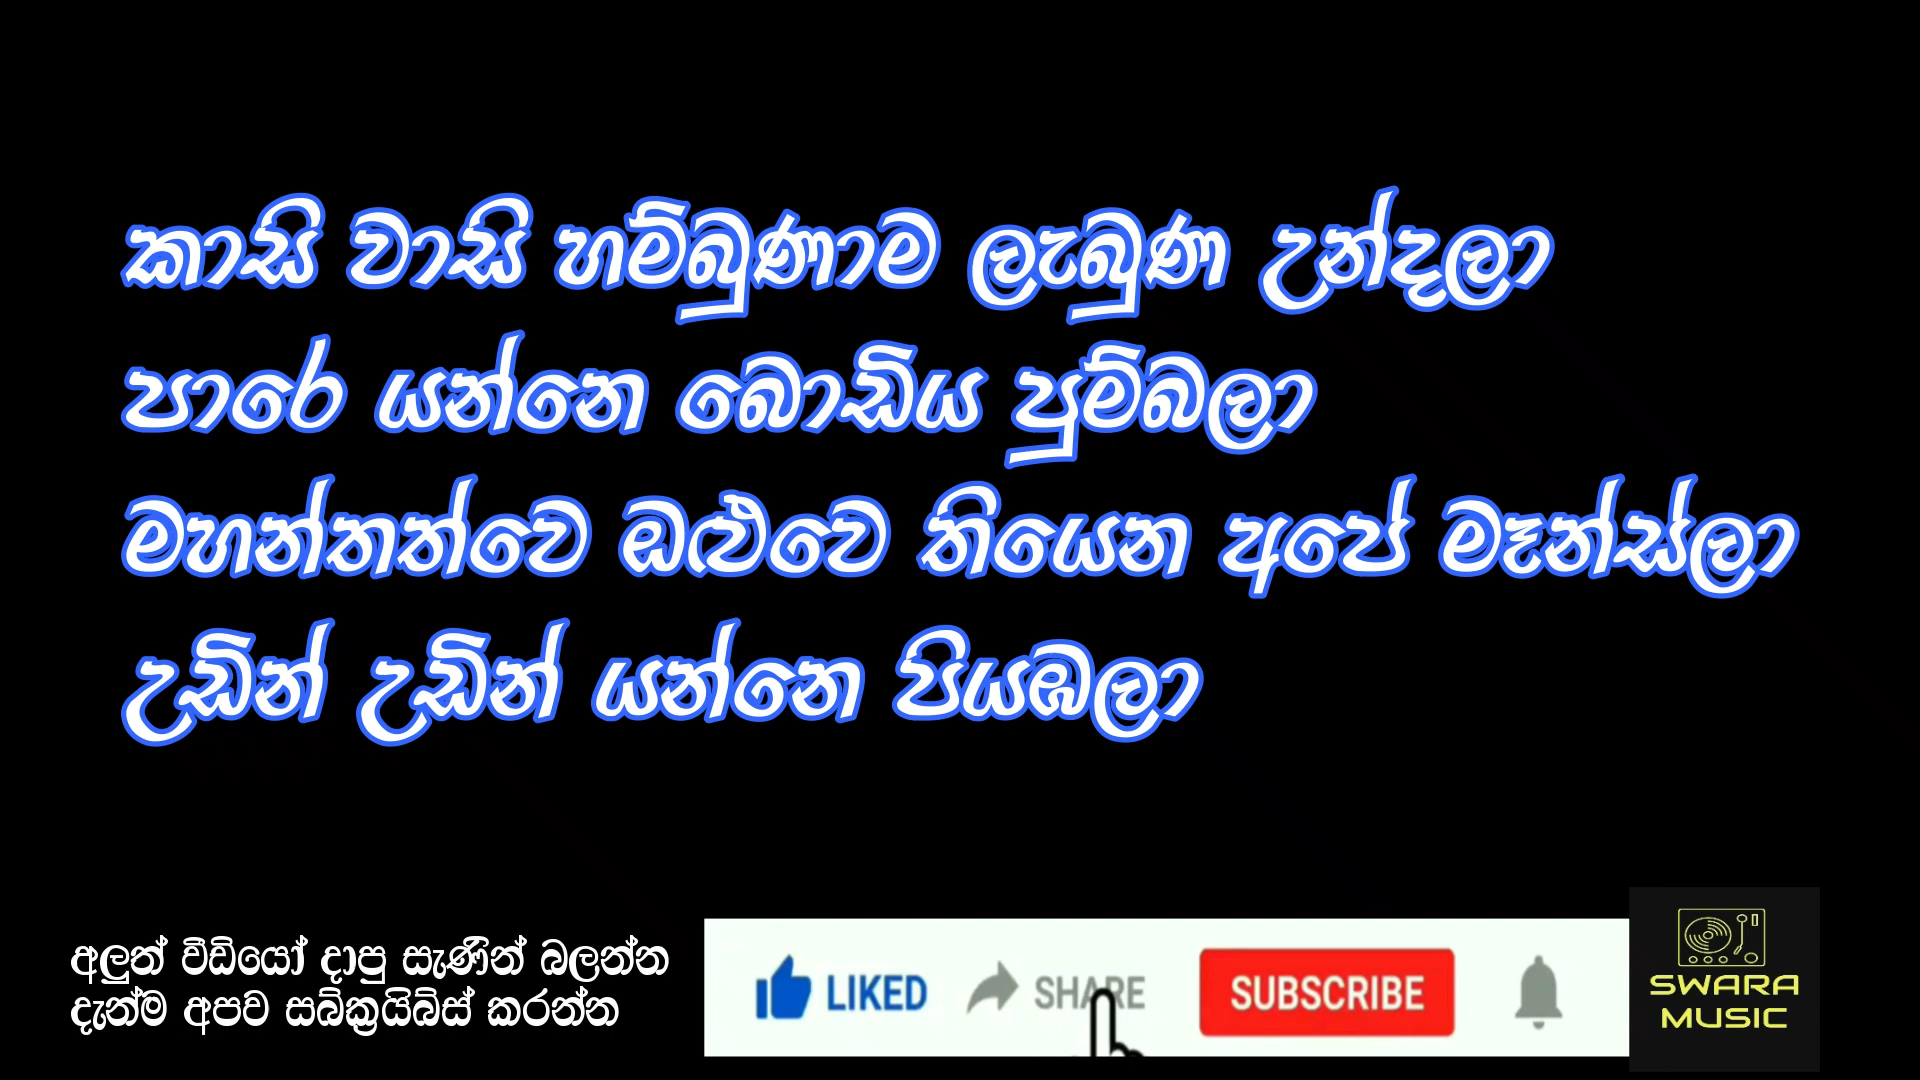 කාසි වාසි හම්බුණාම ලැබුණ උන්දලා
පාරෙ යන්නෙ බොඩිය පුම්බලා
මහන්තත්වෙ ඔළුවෙ තියෙන අපේ මෑන්ස්ලා
උඩින් උඩින් යන්නෙ පියඹලා
අලුත් වීඩියෝ දාපු සැණින් බලන්න
දැන්ම අපව සබ්ක්‍රයිබ්ස් කරන්න
LIKED SHARE SUBSCRIBE
SWARA
MUSIC